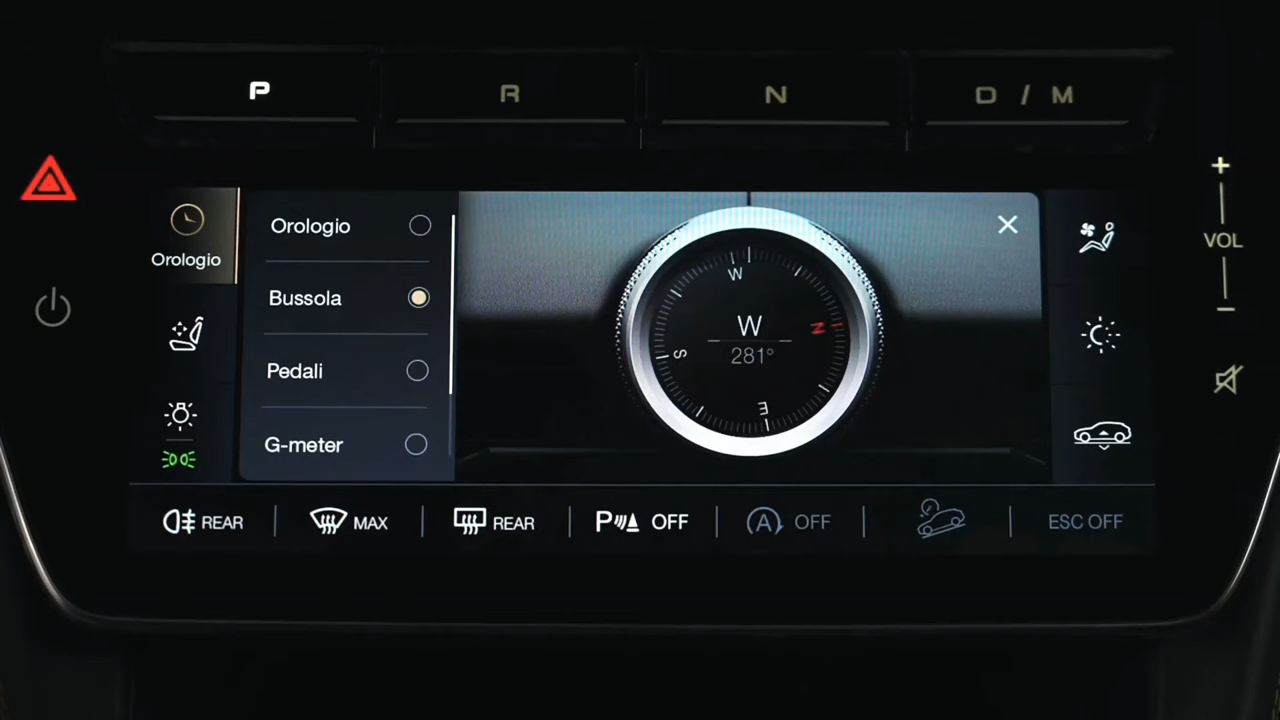 P
R
N
D / M
+
VOL
−
Orologio
Orologio
Bussola
Pedali
G-meter
W
W
281°
N
S
E
REAR
MAX
REAR
P OFF
A OFF
ESC OFF